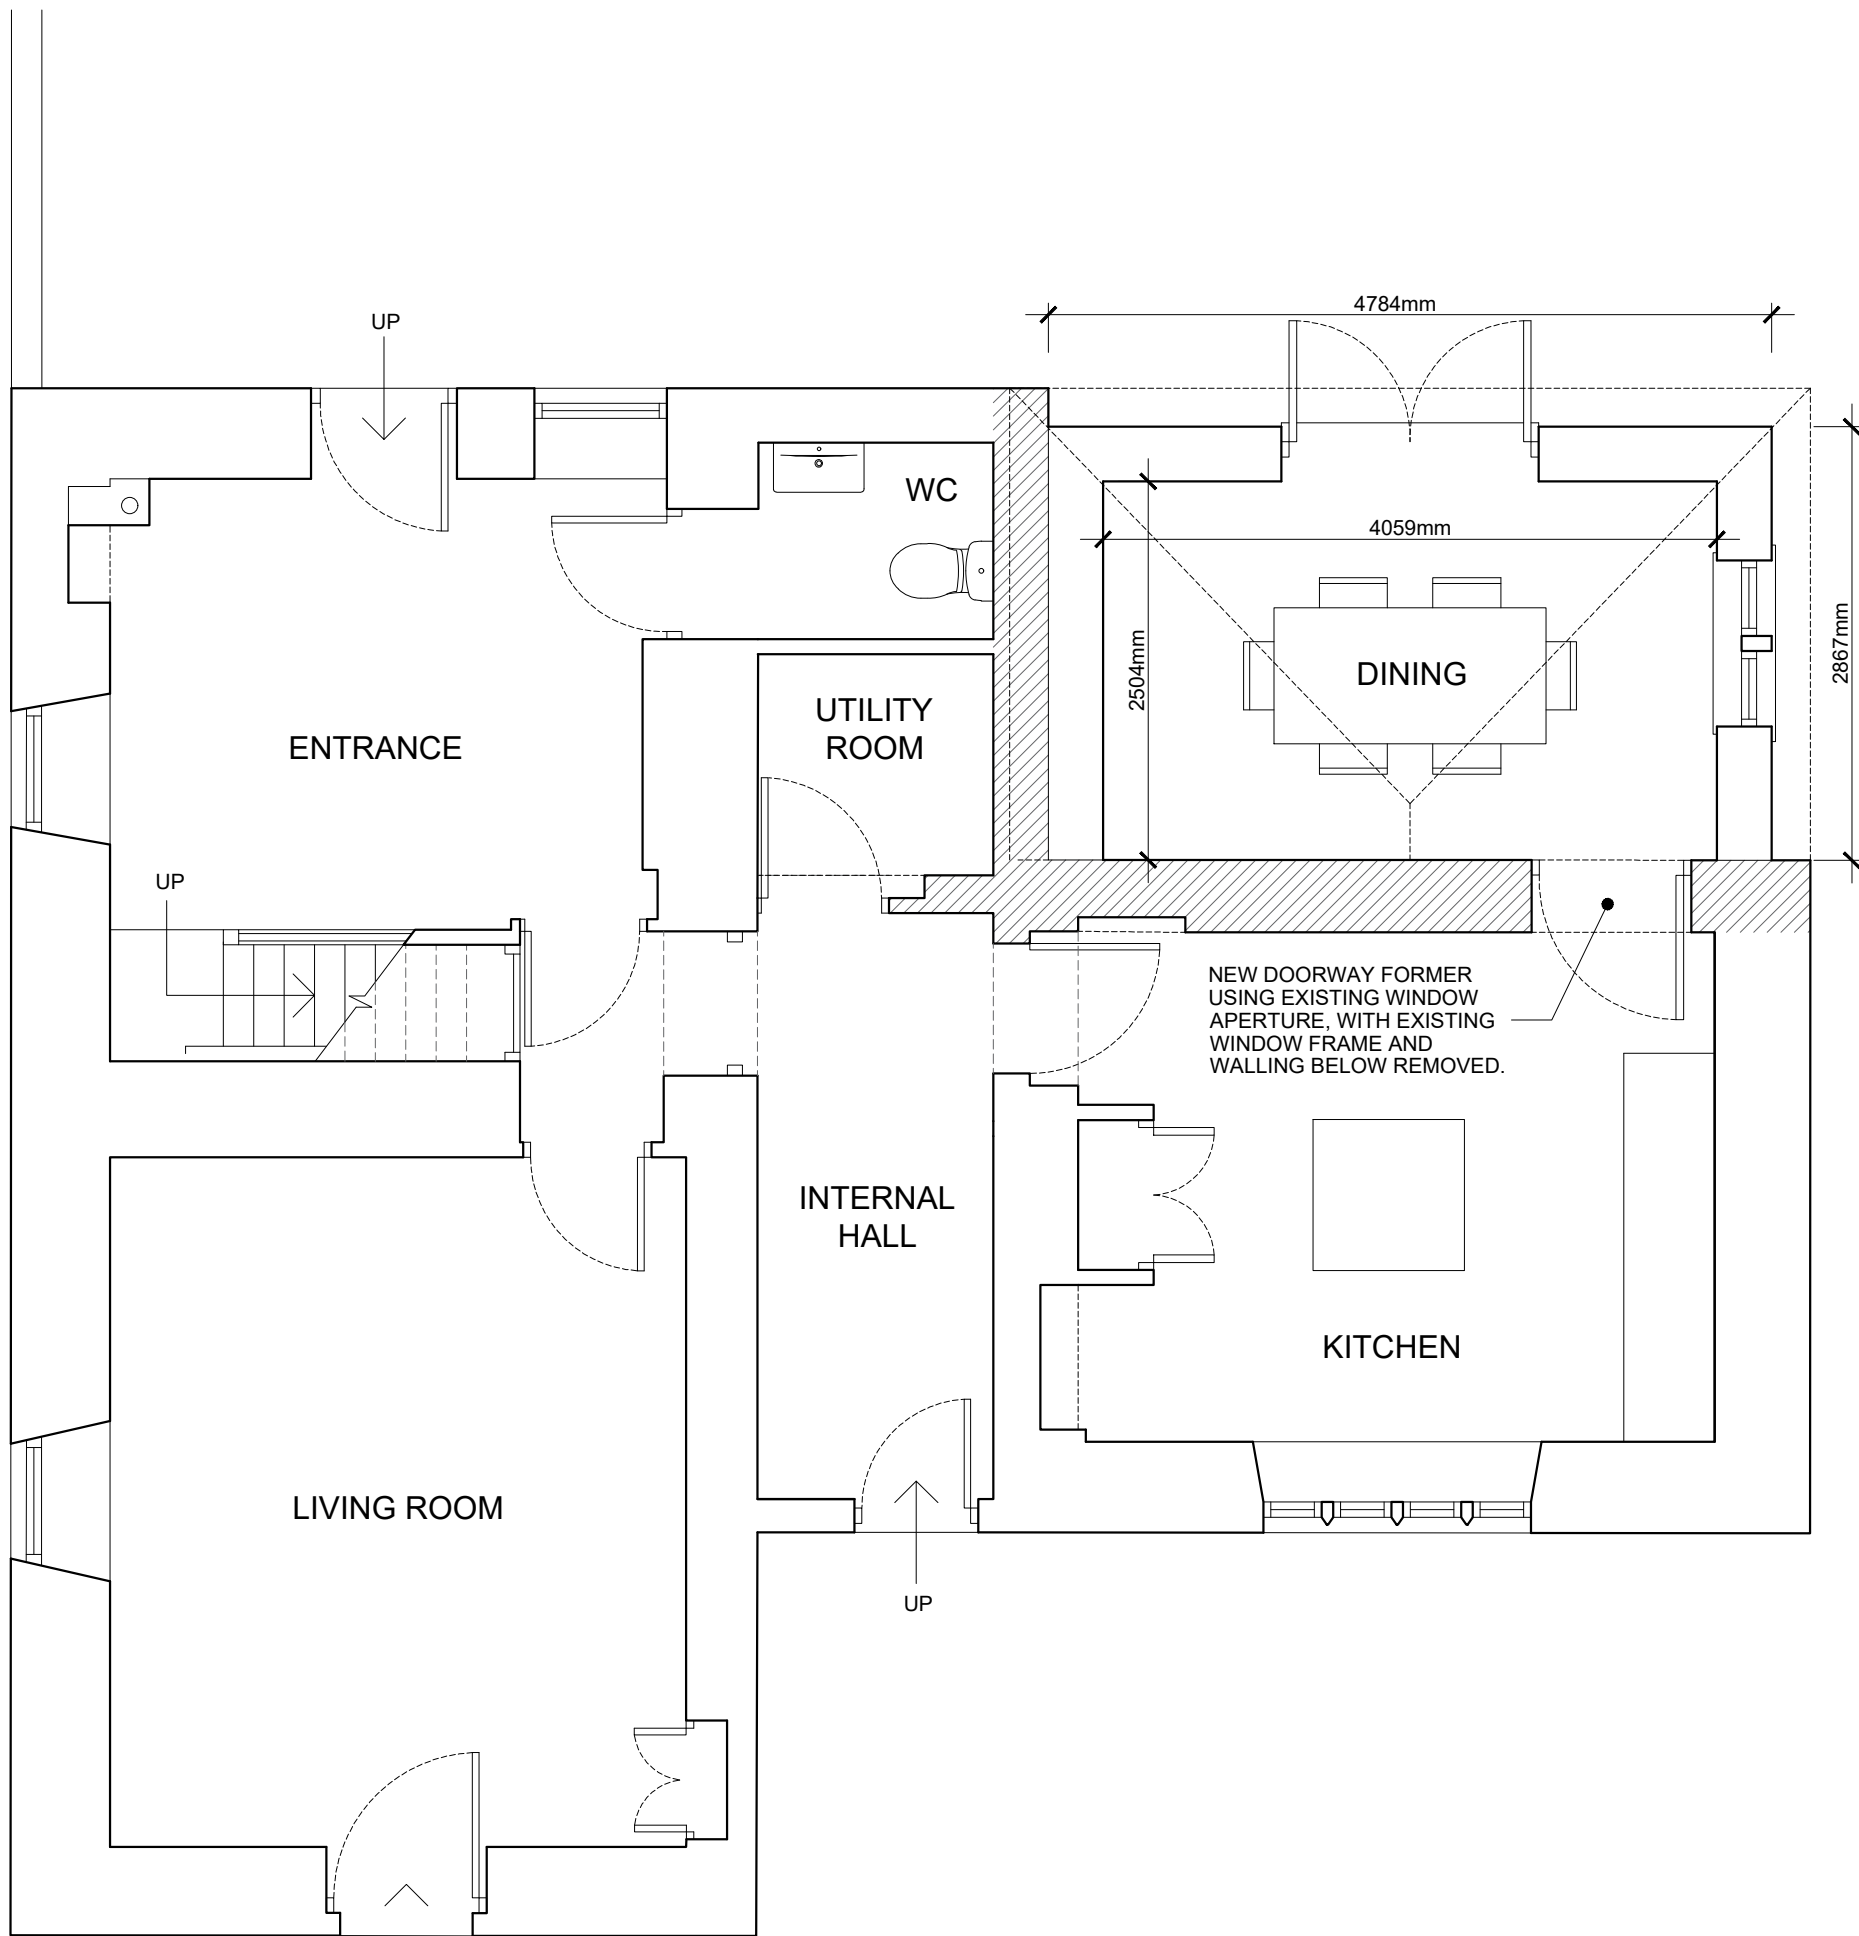 4784mm
UP
4059mm
WC
2504mm
2867mm
DINING
UTILITY
ROOM
ENTRANCE
UP
NEW DOORWAY FORMER
USING EXISTING WINDOW
APERTURE, WITH EXISTING
WINDOW FRAME AND
WALLING BELOW REMOVED.
INTERNAL
HALL
KITCHEN
LIVING ROOM
UP